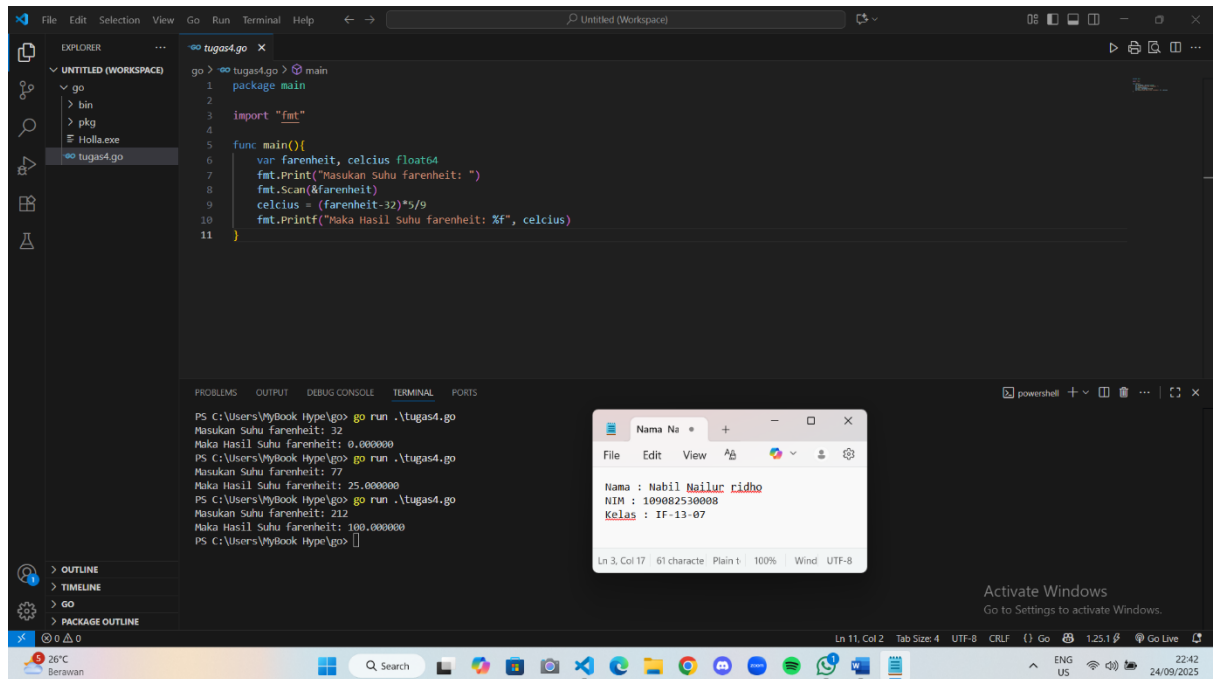 File Edit Selection View Go Run Terminal Help
Untitled (Workspace)
EXPLORER
UNTITLED (WORKSPACE)
go
bin
pkg
Holla.exe
tugas4.go
tugas4.go
go > tugas4.go > main
1 package main
2
3 import "fmt"
4
5 func main(){
6 var farenheit, celcius float64
7 fmt.Print("Masukan Suhu farenheit: ")
8 fmt.Scan(&farenheit)
9 celcius = (farenheit-32)*5/9
10 fmt.Printf("Maka Hasil Suhu farenheit: %f", celcius)
11 }
PROBLEMS OUTPUT DEBUG CONSOLE TERMINAL PORTS
powershell
PS C:\Users\MyBook Hype\go> go run .\tugas4.go
Masukan Suhu farenheit: 32
Maka Hasil Suhu farenheit: 0.000000
PS C:\Users\MyBook Hype\go> go run .\tugas4.go
Masukan Suhu farenheit: 77
Maka Hasil Suhu farenheit: 25.000000
PS C:\Users\MyBook Hype\go> go run .\tugas4.go
Masukan Suhu farenheit: 212
Maka Hasil Suhu farenheit: 100.000000
PS C:\Users\MyBook Hype\go>
Nama Na
File Edit View
Nama : Nabil Nailur ridho
NIM : 109082530008
Kelas : IF-13-07
Ln 3, Col 17 61 characte Plain t 100% Wind UTF-8
OUTLINE
TIMELINE
GO
PACKAGE OUTLINE
Activate Windows
Go to Settings to activate Windows.
0 0
Ln 11, Col 2 Tab Size: 4 UTF-8 CRLF {} Go 1.25.1 Go Live
5
26°C
Berawan
Search
zoom
1
ENG
US
22:42
24/09/2025